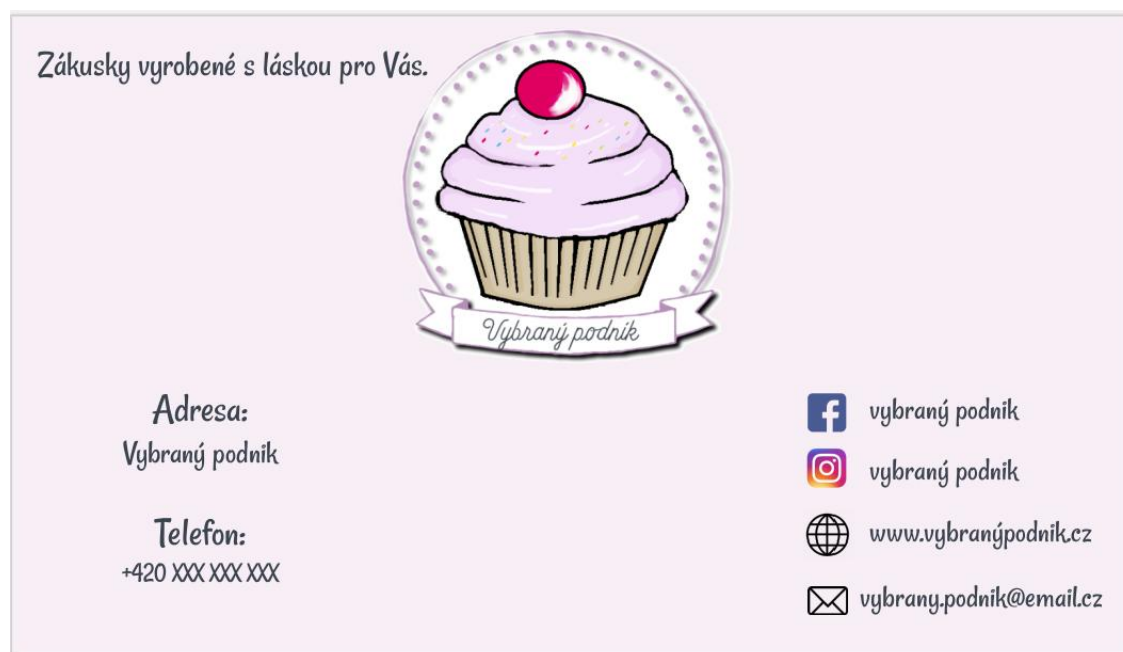 Zákusky vyrobené s láskou pro Vás.
Vybraný podnik
Adresa:
Vybraný podnik
Telefon:
+420 XXX XXX XXX
vybraný podnik
vybraný podnik
www.vybranýpodnik.cz
vybrany.podnik@email.cz